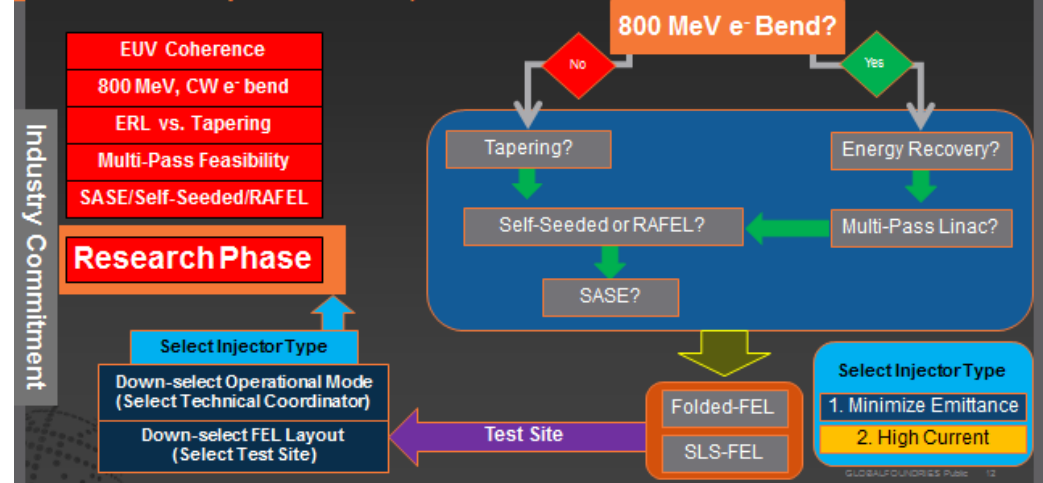 800 MeV e- Bend?
No
Yes
EUV Coherence
800 MeV, CW e- bend
ERL vs. Tapering
Multi-Pass Feasibility
SASE/Self-Seeded/RAFEL
Research Phase
Industry Commitment
Tapering?
Energy Recovery?
Self-Seeded or RAFEL?
Multi-Pass Linac?
SASE?
Select Injector Type
Down-select Operational Mode
(Select Technical Coordinator)
Down-select FEL Layout
(Select Test Site)
Test Site
Folded-FEL
SLS-FEL
Select Injector Type
1. Minimize Emittance
2. High Current
GLOBALFOUNDRIES Public 12